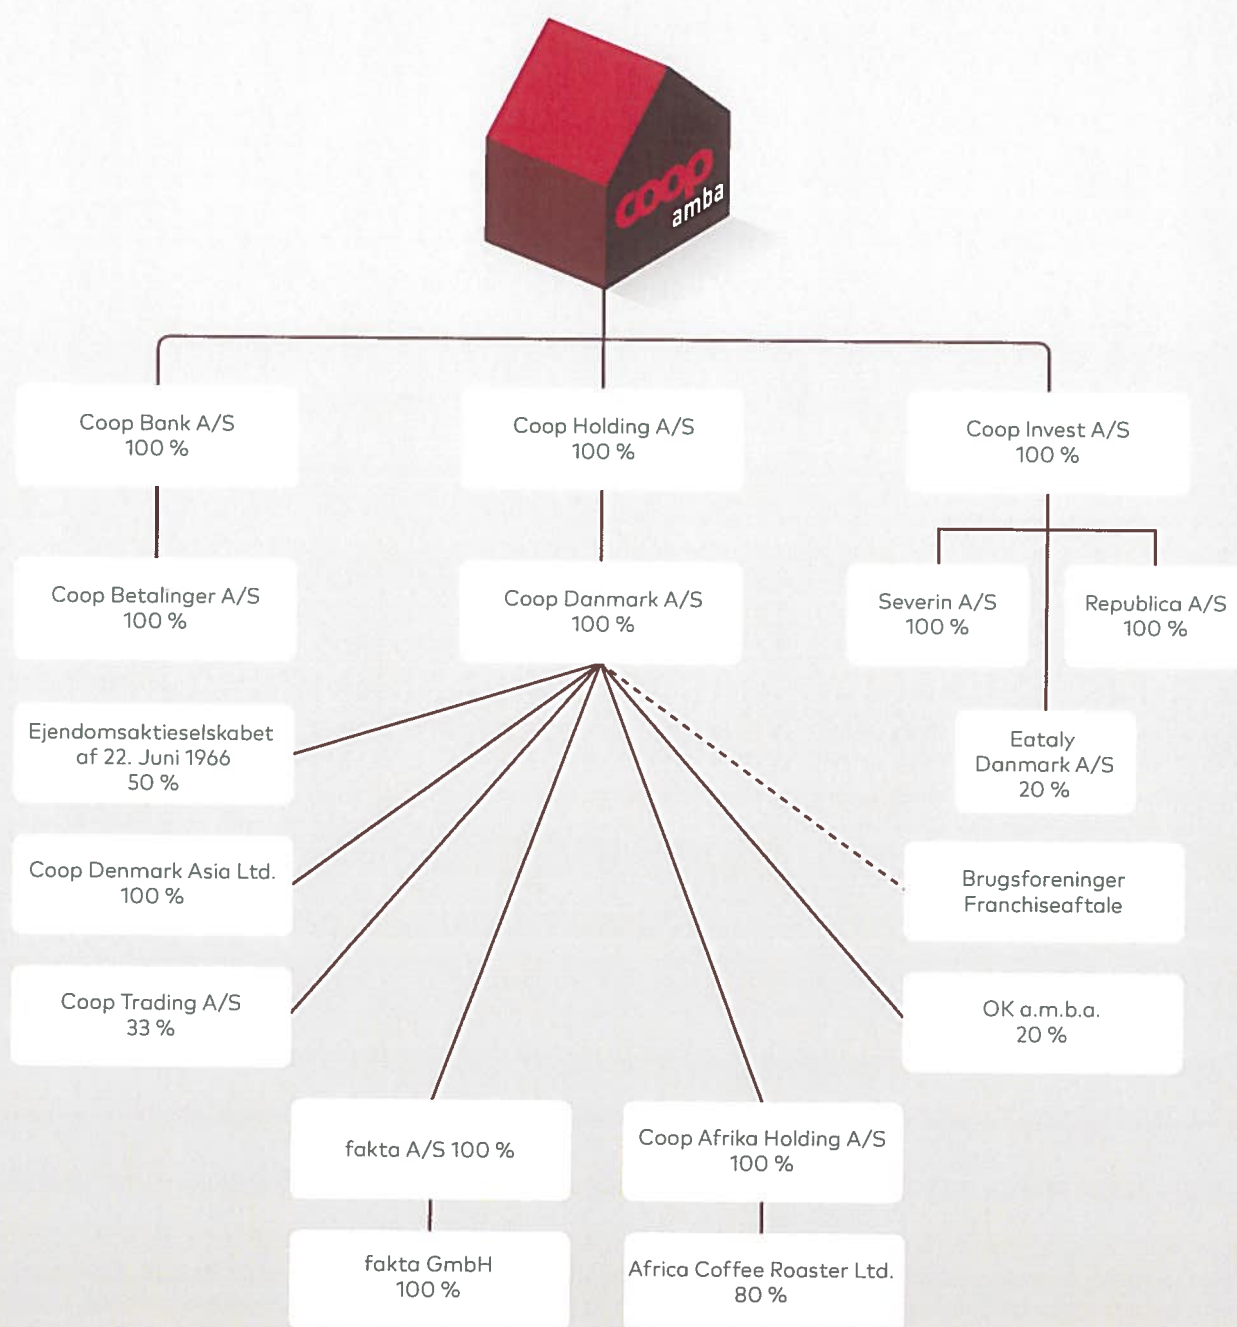 coop
amba
Coop Bank A/S
100 %
Coop Holding A/S
100 %
Coop Invest A/S
100 %
Coop Betalinger A/S
100 %
Coop Danmark A/S
100 %
Severin A/S
100 %
Republica A/S
100 %
Ejendomsaktieselskabet
af 22. Juni 1966
50 %
Eataly
Danmark A/S
20 %
Coop Denmark Asia Ltd.
100 %
Brugsforeninger
Franchiseaftale
Coop Trading A/S
33 %
OK a.m.b.a.
20 %
fakta A/S 100 %
Coop Afrika Holding A/S
100 %
fakta GmbH
100 %
Africa Coffee Roaster Ltd.
80 %